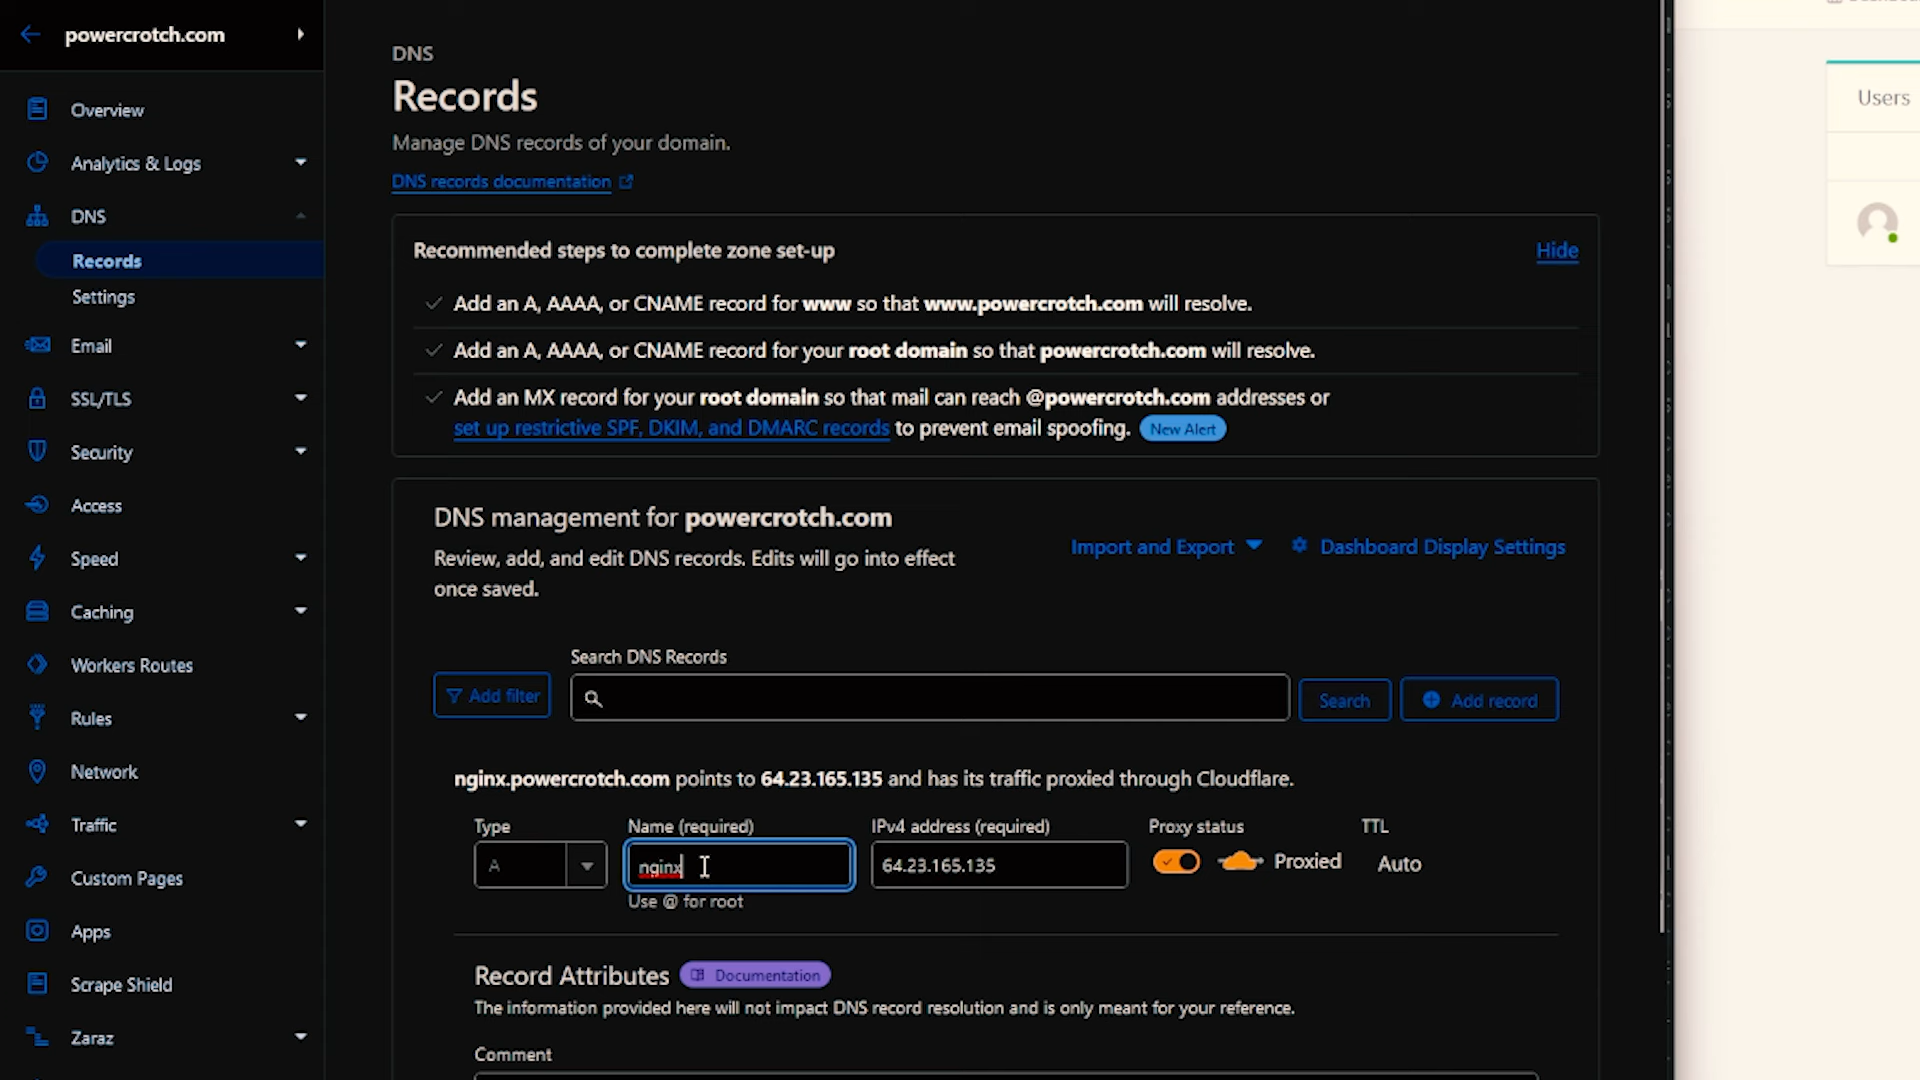 powercrotch.com
Overview
Analytics & Logs
DNS
Records
Settings
Email
SSL/TLS
Security
Access
Speed
Caching
Workers Routes
Rules
Network
Traffic
Custom Pages
Apps
Scrape Shield
Zaraz
DNS
Records
Manage DNS records of your domain.
DNS records documentation
Recommended steps to complete zone set-up
Hide
Add an A, AAAA, or CNAME record for www so that www.powercrotch.com will resolve.
Add an A, AAAA, or CNAME record for your root domain so that powercrotch.com will resolve.
Add an MX record for your root domain so that mail can reach @powercrotch.com addresses or
set up restrictive SPF, DKIM, and DMARC records to prevent email spoofing. New Alert
DNS management for powercrotch.com
Review, add, and edit DNS records. Edits will go into effect
once saved.
Import and Export
Dashboard Display Settings
Search DNS Records
Add filter
Search
Add record
nginx.powercrotch.com points to 64.23.165.135 and has its traffic proxied through Cloudflare.
Type
Name (required)
IPv4 address (required)
Proxy status
TTL
A
nginx
64.23.165.135
Proxied
Auto
Use @ for root
Record Attributes
Documentation
The information provided here will not impact DNS record resolution and is only meant for your reference.
Comment
Users